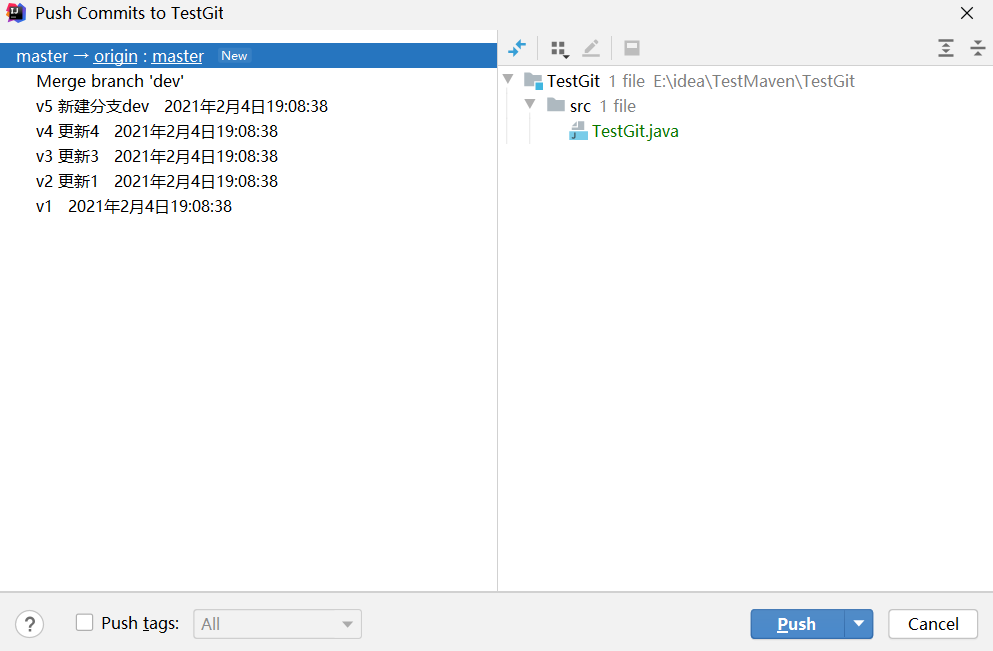 Push Commits to TestGit
master → origin : master New
Merge branch 'dev'
v5 新建分支dev 2021年2月4日19:08:38
v4 更新4 2021年2月4日19:08:38
v3 更新3 2021年2月4日19:08:38
v2 更新1 2021年2月4日19:08:38
v1 2021年2月4日19:08:38
TestGit 1 file E:\idea\TestMaven\TestGit
src 1 file
TestGit.java
? Push tags: All Push Cancel